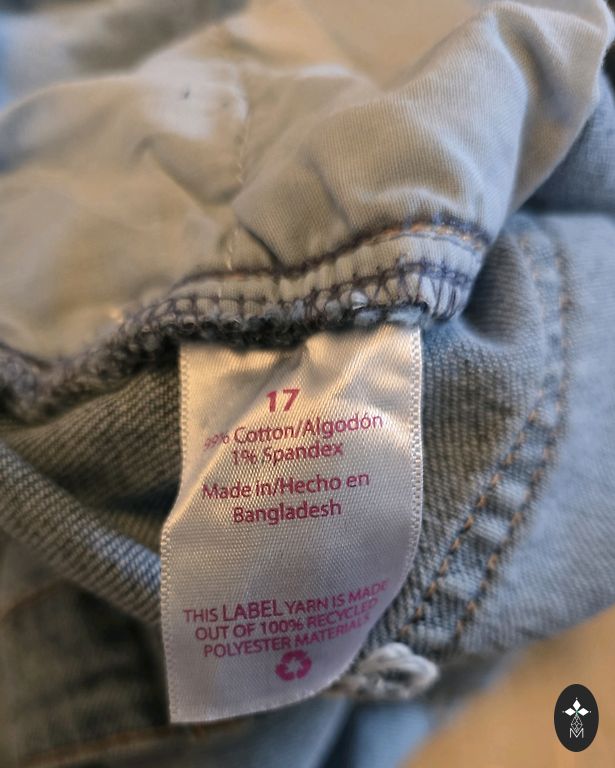 17
99% Cotton/Algodón
1% Spandex
Made in/Hecho en
Bangladesh
THIS LABEL YARN IS MADE
OUT OF 100% RECYCLED
POLYESTER MATERIALS
M